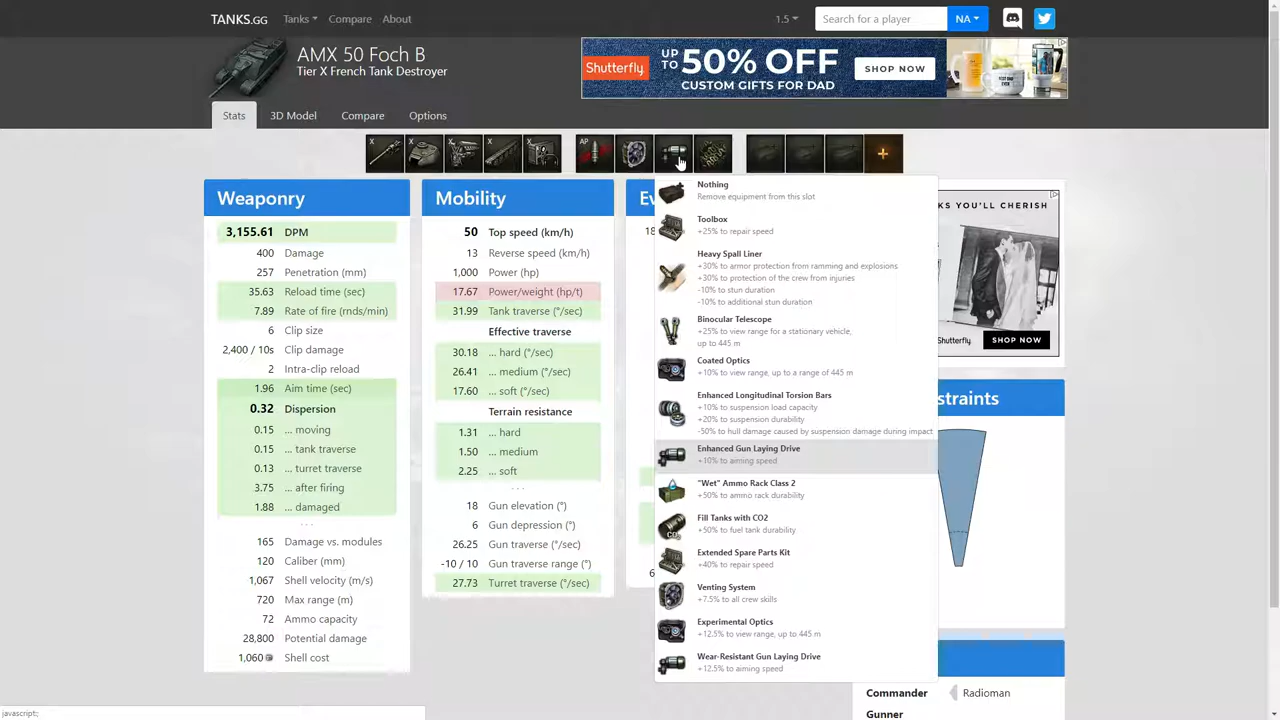 TANKS.GG
Tanks
Compare
About
1.5
Search for a player
NA
AMX 50 Foch B
Tier X French Tank Destroyer
Shutterfly
UP TO 50% OFF
CUSTOM GIFTS FOR DAD
SHOP NOW
Stats
3D Model
Compare
Options
X
X
X
X
X
AP
Weaponry
3,155.61 DPM
400 Damage
257 Penetration (mm)
35.63 Reload time (sec)
7.89 Rate of fire (rnds/min)
6 Clip size
2,400 / 10s Clip damage
2 Intra-clip reload
1.96 Aim time (sec)
0.32 Dispersion
0.15 ... moving
0.15 ... tank traverse
0.13 ... turret traverse
3.75 ... after firing
1.88 ... damaged
...
165 Damage vs. modules
120 Caliber (mm)
1,067 Shell velocity (m/s)
720 Max range (m)
72 Ammo capacity
28,800 Potential damage
1,060 Shell cost
Mobility
50 Top speed (km/h)
13 Reverse speed (km/h)
1,000 Power (hp)
17.67 Power/weight (hp/t)
31.99 Tank traverse (°/sec)
Effective traverse
30.18 ... hard (°/sec)
26.41 ... medium (°/sec)
17.60 ... soft (°/sec)
Terrain resistance
1.31 ... hard
1.50 ... medium
2.25 ... soft
...
18 Gun elevation (°)
6 Gun depression (°)
26.25 Gun traverse (°/sec)
-10 / 10 Gun traverse range (°)
27.73 Turret traverse (°/sec)
Nothing
Remove equipment from this slot
Toolbox
+25% to repair speed
Heavy Spall Liner
+30% to armor protection from ramming and explosions
+30% to protection of the crew from injuries
-10% to stun duration
-10% to additional stun duration
Binocular Telescope
+25% to view range for a stationary vehicle,
up to 445 m
Coated Optics
+10% to view range, up to a range of 445 m
Enhanced Longitudinal Torsion Bars
+10% to suspension load capacity
+20% to suspension durability
-50% to hull damage caused by suspension damage during impact
Enhanced Gun Laying Drive
+10% to aiming speed
"Wet" Ammo Rack Class 2
+50% to ammo rack durability
Fill Tanks with CO2
+50% to fuel tank durability
Extended Spare Parts Kit
+40% to repair speed
Venting System
+7.5% to all crew skills
Experimental Optics
+12.5% to view range, up to 445 m
Wear-Resistant Gun Laying Drive
+12.5% to aiming speed
KS YOU'LL CHERISH
Shutterfly
SHOP NOW
straints
Commander
Radioman
Gunner
javascript:;